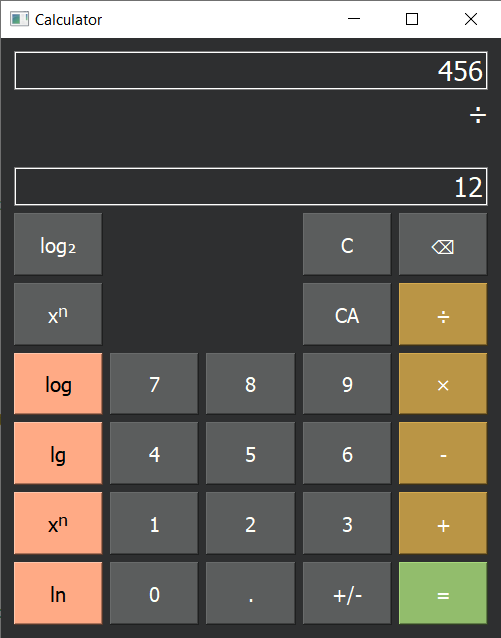 Calculator
456
÷
12
log₂ C ⌫
xⁿ CA ÷
log 7 8 9 ×
lg 4 5 6 -
xⁿ 1 2 3 +
ln 0 . +/- =